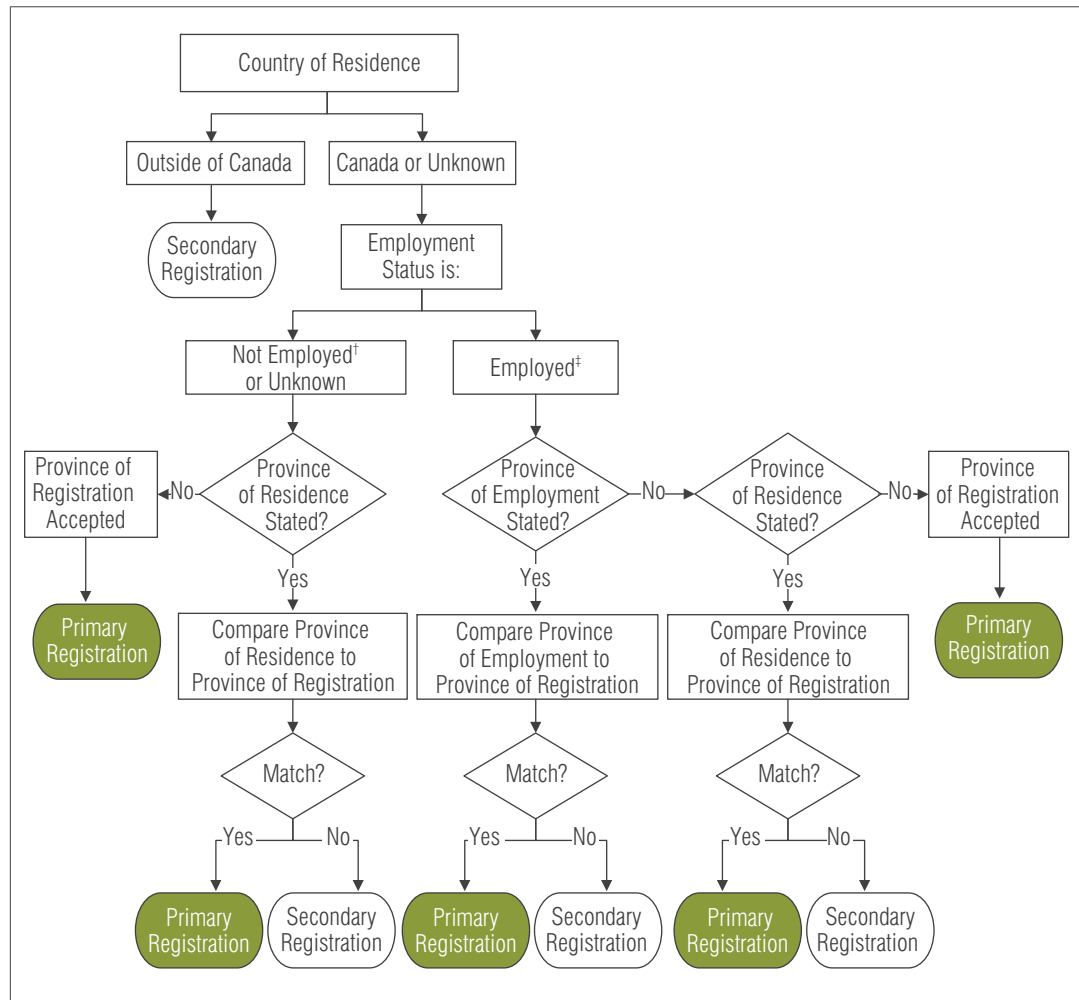 Country of Residence
Outside of Canada
Canada or Unknown
Secondary
Registration
Employment
Status is:
Not Employed†
or Unknown
Employed‡
Province of
Registration
Accepted
No
Province
of Residence
Stated?
Province
of Employment
Stated?
No
Province
of Residence
Stated?
No
Province
of Registration
Accepted
Yes
Yes
Yes
Primary
Registration
Compare Province
of Residence to
Province of Registration
Compare Province
of Employment to
Province of Registration
Compare Province
of Residence to
Province of Registration
Primary
Registration
Match?
Match?
Match?
Yes
No
Yes
No
Yes
No
Primary
Registration
Secondary
Registration
Primary
Registration
Secondary
Registration
Primary
Registration
Secondary
Registration